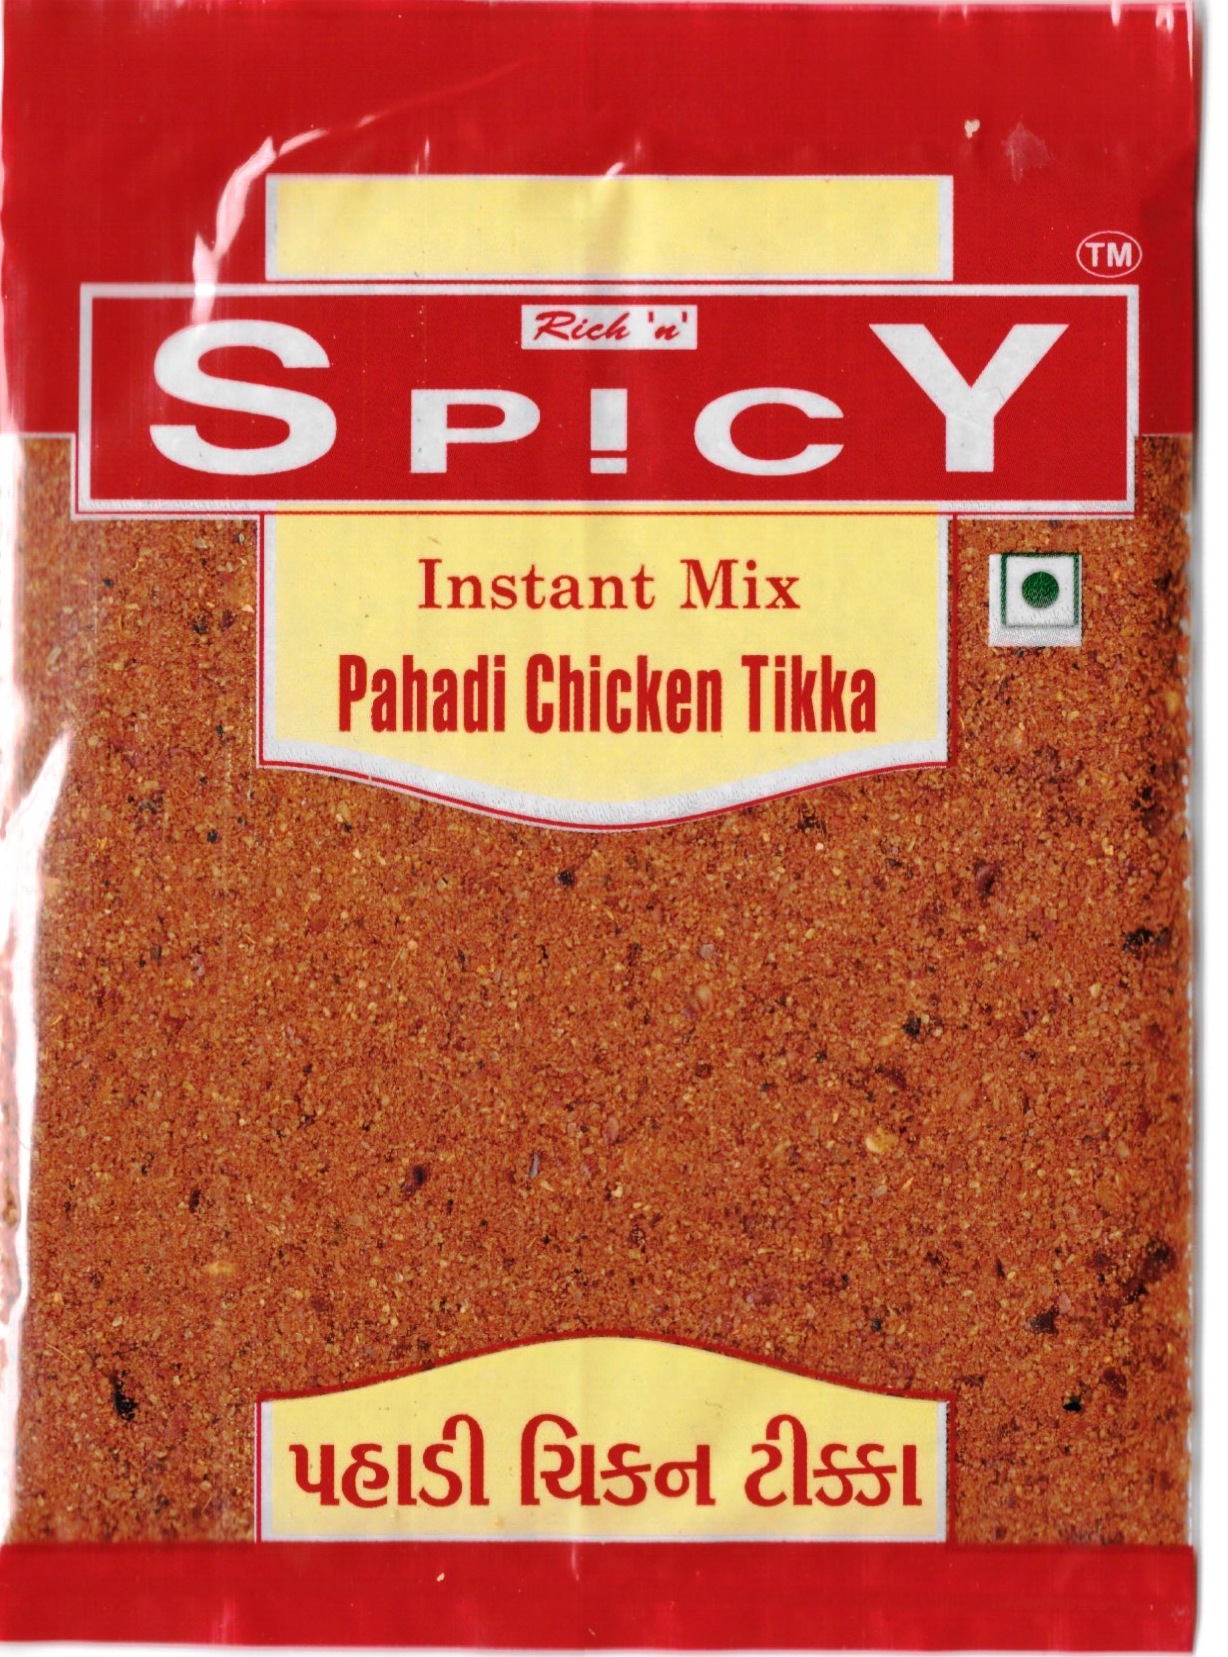 TM
Rich 'n'
SP!CY
Instant Mix
Pahadi Chicken Tikka
પહાડી ચિકન ટીક્કા